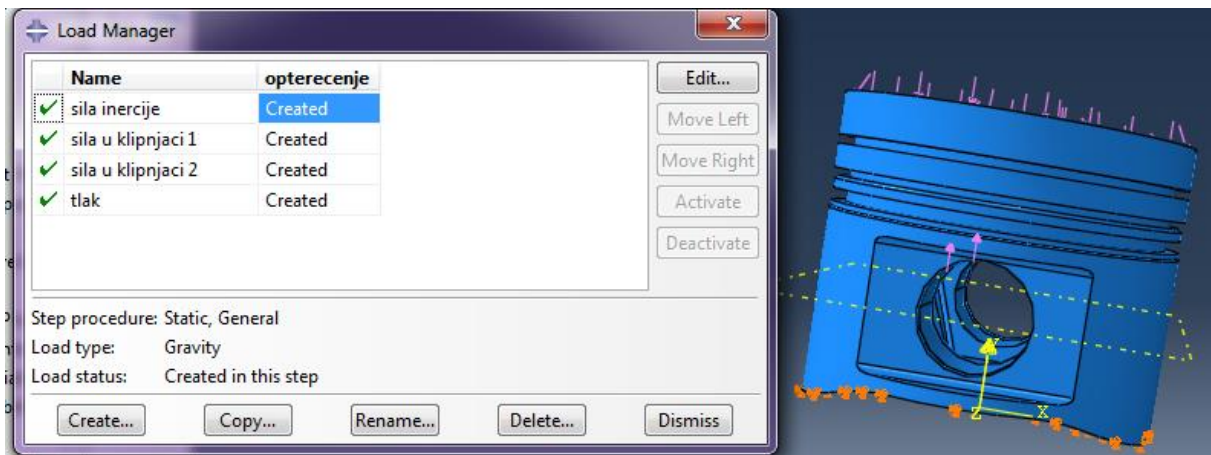 Load Manager
Name opterecenje
sila inercije Created
sila u klipnjaci 1 Created
sila u klipnjaci 2 Created
tlak Created
Edit...
Move Left
Move Right
Activate
Deactivate
Step procedure: Static, General
Load type: Gravity
Load status: Created in this step
Create... Copy... Rename... Delete... Dismiss
Y
Z X